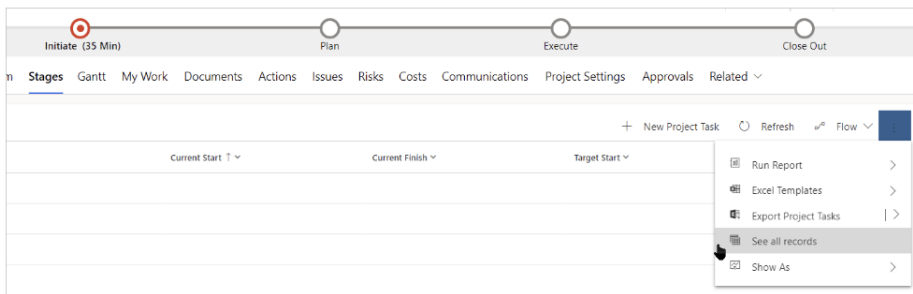 Initiate (35 Min)
Plan
Execute
Close Out
m Stages Gantt My Work Documents Actions Issues Risks Costs Communications Project Settings Approvals Related
New Project Task Refresh Flow
Current Start ↑ Current Finish Target Start
Run Report
Excel Templates
Export Project Tasks
See all records
Show As